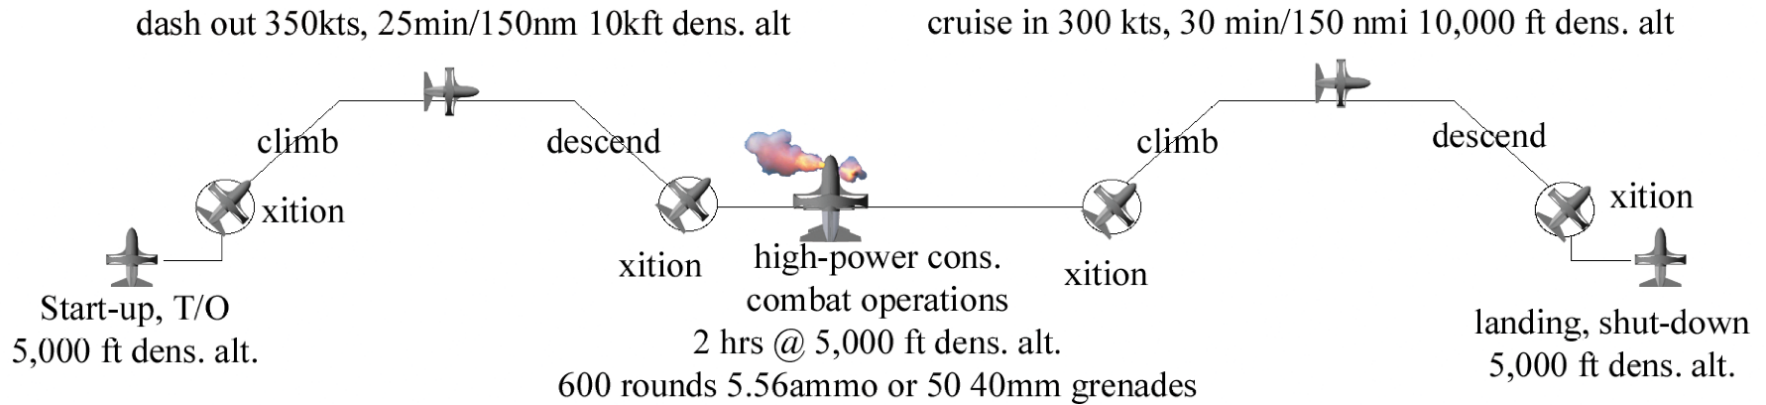 dash out 350kts, 25min/150nm 10kft dens. alt
cruise in 300 kts, 30 min/150 nmi 10,000 ft dens. alt
climb
descend
climb
descend
xition
xition
xition
xition
Start-up, T/O
5,000 ft dens. alt.
high-power cons.
combat operations
2 hrs @ 5,000 ft dens. alt.
600 rounds 5.56ammo or 50 40mm grenades
landing, shut-down
5,000 ft dens. alt.